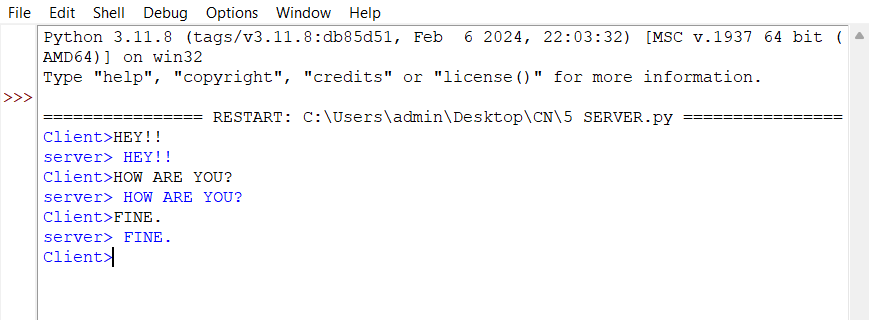 File Edit Shell Debug Options Window Help
Python 3.11.8 (tags/v3.11.8:db85d51, Feb  6 2024, 22:03:32) [MSC v.1937 64 bit (
AMD64)] on win32
Type "help", "copyright", "credits" or "license()" for more information.
>>>
================ RESTART: C:\Users\admin\Desktop\CN\5 SERVER.py ================
Client>HEY!!
server> HEY!!
Client>HOW ARE YOU?
server> HOW ARE YOU?
Client>FINE.
server> FINE.
Client>